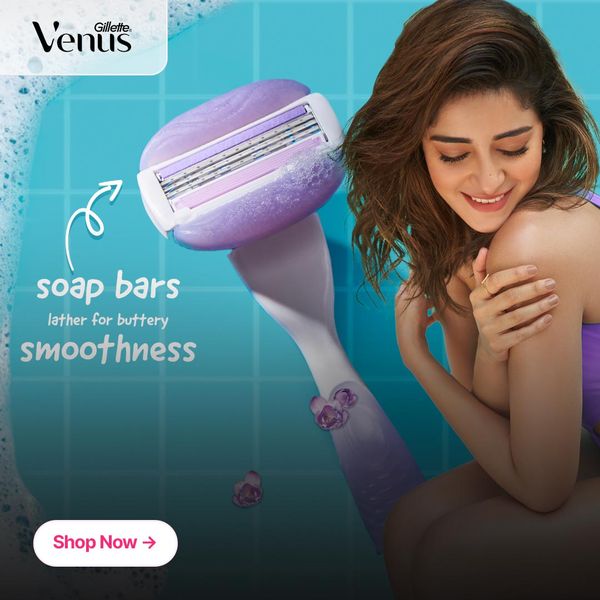 Gillette
Venus
soap bars
lather for buttery
smoothness
Shop Now →